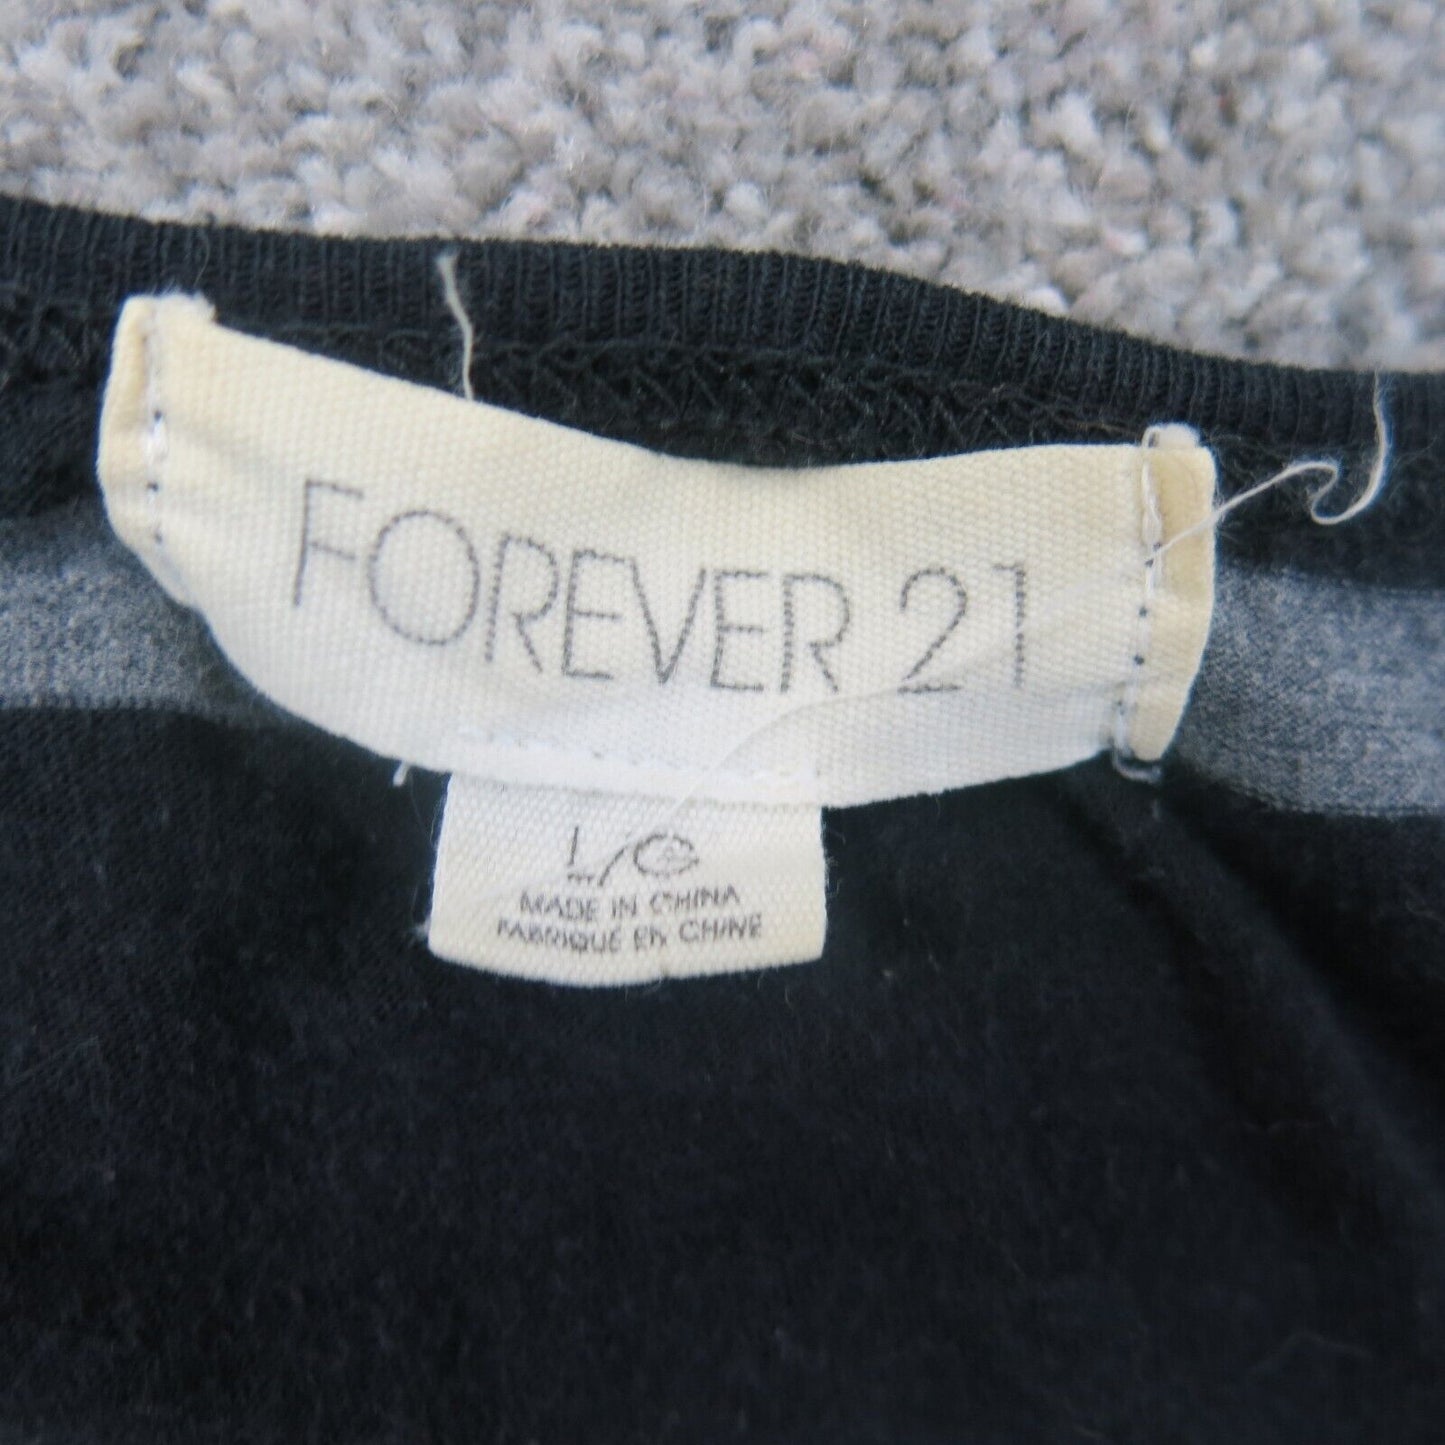 FOREVER 21
L/G
MADE IN CHINA
FABRIQUÉ EN CHINE